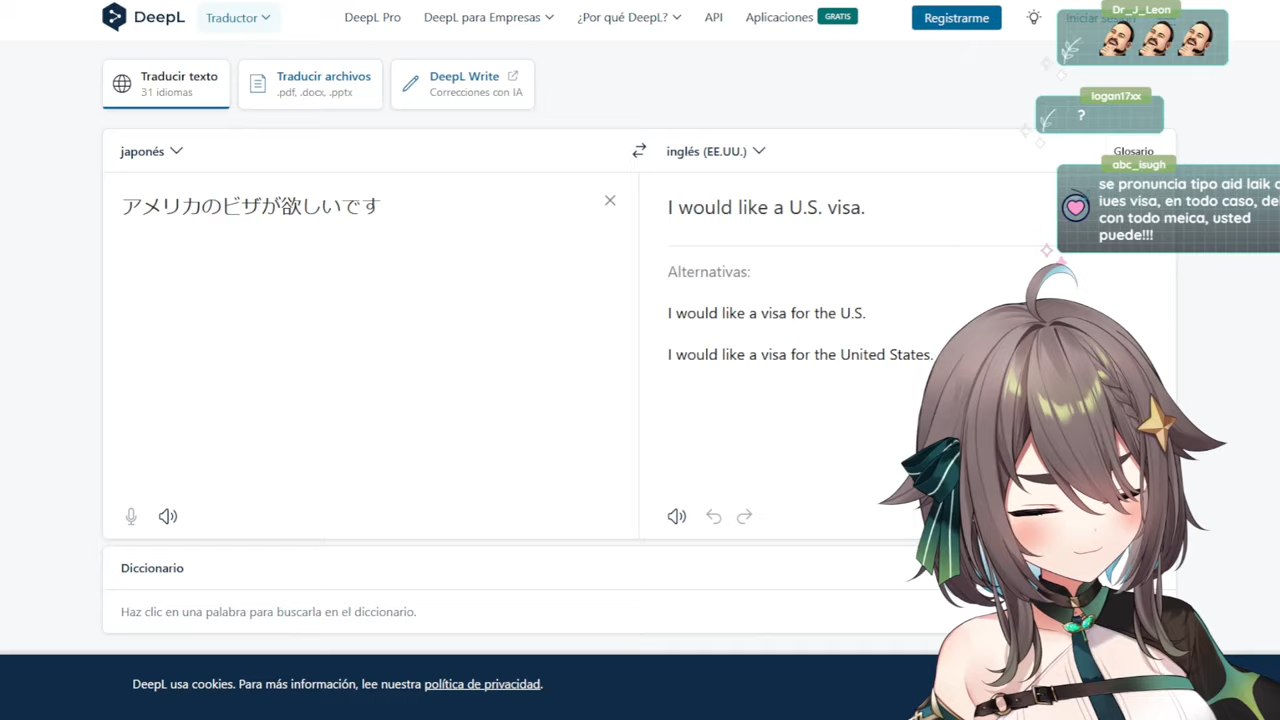 DeepL
Traductor
DeepL Pro
DeepL para Empresas
¿Por qué DeepL?
API
Aplicaciones
GRATIS
Registrarme
Dr_J_Leon
Traducir texto
31 idiomas
Traducir archivos
.pdf, .docx, .pptx
DeepL Write
Correcciones con IA
logan17xx
?
japonés
inglés (EE.UU.)
Glosario
abc_isugh
se pronuncia tipo aid laik a
iues visa, en todo caso, de
con todo meica, usted
puede!!!
アメリカのビザが欲しいです
I would like a U.S. visa.
Alternativas:
I would like a visa for the U.S.
I would like a visa for the United States.
Diccionario
Haz clic en una palabra para buscarla en el diccionario.
DeepL usa cookies. Para más información, lee nuestra política de privacidad.